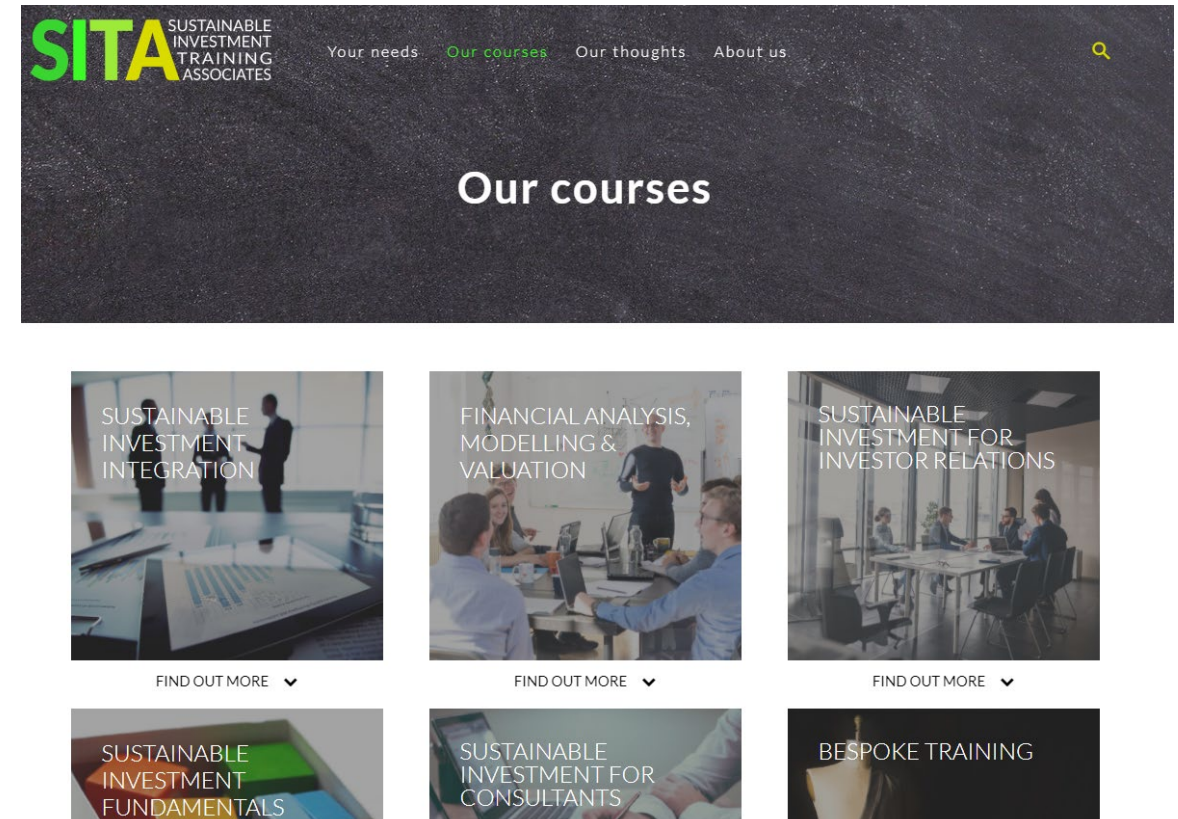 SITA
SUSTAINABLE
INVESTMENT
TRAINING
ASSOCIATES
Your needs Our courses Our thoughts About us
Our courses
SUSTAINABLE
INVESTMENT
INTEGRATION
FINANCIAL ANALYSIS,
MODELLING &
VALUATION
SUSTAINABLE
INVESTMENT FOR
INVESTOR RELATIONS
FIND OUT MORE
FIND OUT MORE
FIND OUT MORE
SUSTAINABLE
INVESTMENT
FUNDAMENTALS
SUSTAINABLE
INVESTMENT FOR
CONSULTANTS
BESPOKE TRAINING